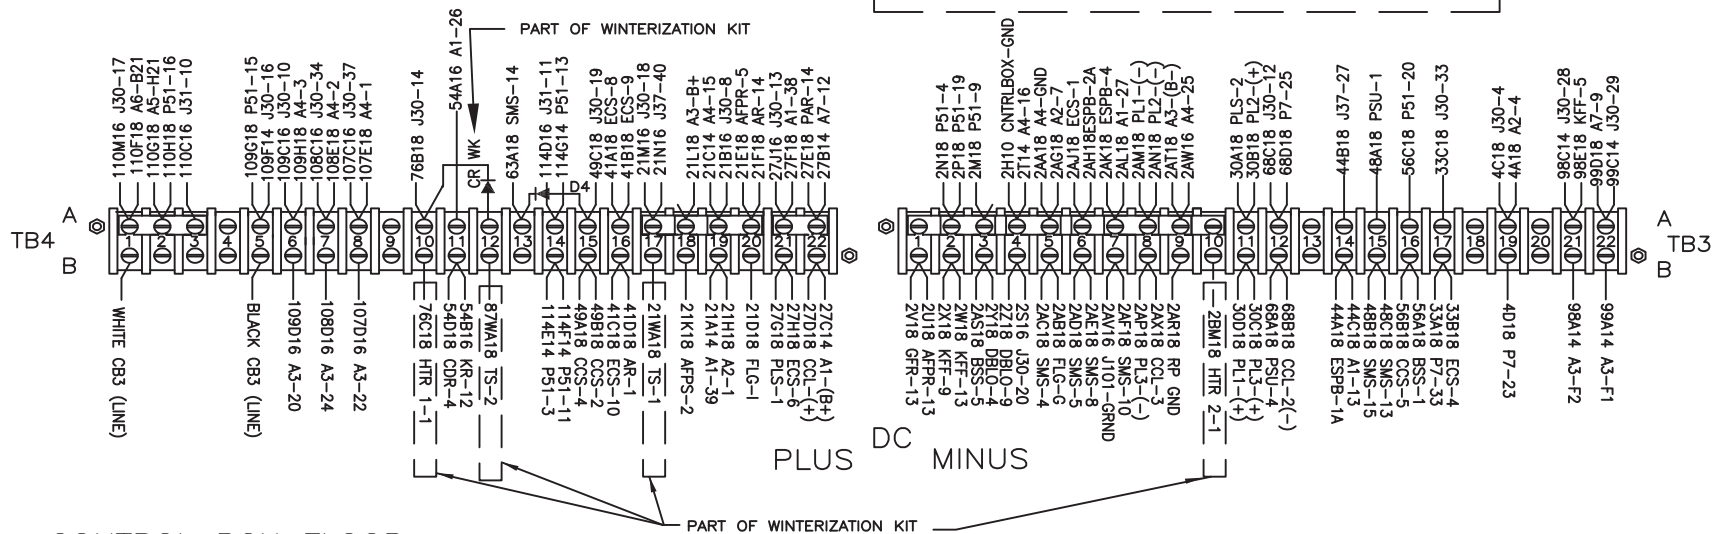 PART OF WINTERIZATION KIT
110M16 J30-17
110F18 A6-B21
110G18 A5-H21
110H18 P51-16
110C16 J31-10
109G18 P51-15
109F14 J30-16
109C16 J30-10
109H18 A4-3
108C16 J30-34
108E18 A4-2
107C16 J30-37
107E18 A4-1
76B18 J30-14
54A16 A1-26
CR WK
63A18 SMS-14
D4
114D16 J31-11
114G14 P51-13
49C18 J30-19
41A18 ECS-8
41B18 ECS-9
21M16 J30-18
21N16 J37-40
21L18 A3-B+
21C14 A4-15
21B16 J30-8
21E18 AFPR-5
21F18 AR-14
27J16 J30-13
27F18 A1-38
27E18 PAR-14
27B14 A7-12
2N18 P51-4
2P18 P51-19
2M18 P51-9
2H10 CNTRLBOX-GND
2T14 A4-16
2AA18 A4-GND
2AG18 A2-7
2AJ18 ECS-1
2AH18ESPB-2A
2AK18 ESPB-4
2AL18 A1-27
2AM18 PL1-(-)
2AN18 PL2-(-)
2AT18 A3-(B-)
2AW16 A4-25
30A18 PLS-2
30B18 PL2-(+)
68C18 J30-12
68D18 P7-25
44B18 J37-27
48A18 PSU-1
56C18 P51-20
33C18 J30-33
4C18 J30-4
4A18 A2-4
98C14 J30-28
98E18 KFF-5
99D18 A7-9
99C14 J30-29
TB4
A
B
1 2 3 4 5 6 7 8 9 10 11 12 13 14 15 16 17 18 19 20 21 22
1 2 3 4 5 6 7 8 9 10 11 12 13 14 15 16 17 18 19 20 21 22
A
B
TB3
WHITE CB3 (LINE)
BLACK CB3 (LINE)
109D16 A3-20
108D16 A3-24
107D16 A3-22
76C18 HTR 1-1
54D18 CDR-4
54B16 KR-12
87WA18 TS-2
114E14 P51-3
114F14 P51-11
49A18 CCS-4
49B18 CCS-2
41C18 ECS-10
41D18 AR-1
21WA18 TS-1
21K18 AFPS-2
21A14 A1-39
21H18 A2-1
21D18 FLG-I
27G18 PLS-1
27H18 ECS-6
27D18 CCL-(+)
27C14 A1-(B+)
2V18 GFR-13
2U18 AFPR-13
2X18 KFF-9
2W18 KFF-13
2AS18 BSS-5
2Y18 DBLO-4
2Z18 DBLO-9
2S16 J30-20
2AC18 SMS-4
2AB18 FLG-G
2AD18 SMS-5
2AE18 SMS-8
2AV16 J101-GRND
2AF18 SMS-10
2AP18 PL3-(-)
2AX18 CCL-3
2AR18 RP GND
2BM18 HTR 2-1
30D18 PL1-(+)
30C18 PL3-(+)
68A18 PSU-4
68B18 CCL-2(-)
44A18 ESPB-1A
44C18 A1-13
48B18 SMS-15
48C18 SMS-13
56B18 CCS-5
56A18 BSS-1
33A18 P7-33
33B18 ECS-4
4D18 P7-23
98A14 A3-F2
99A14 A3-F1
DC
PLUS MINUS
PART OF WINTERIZATION KIT